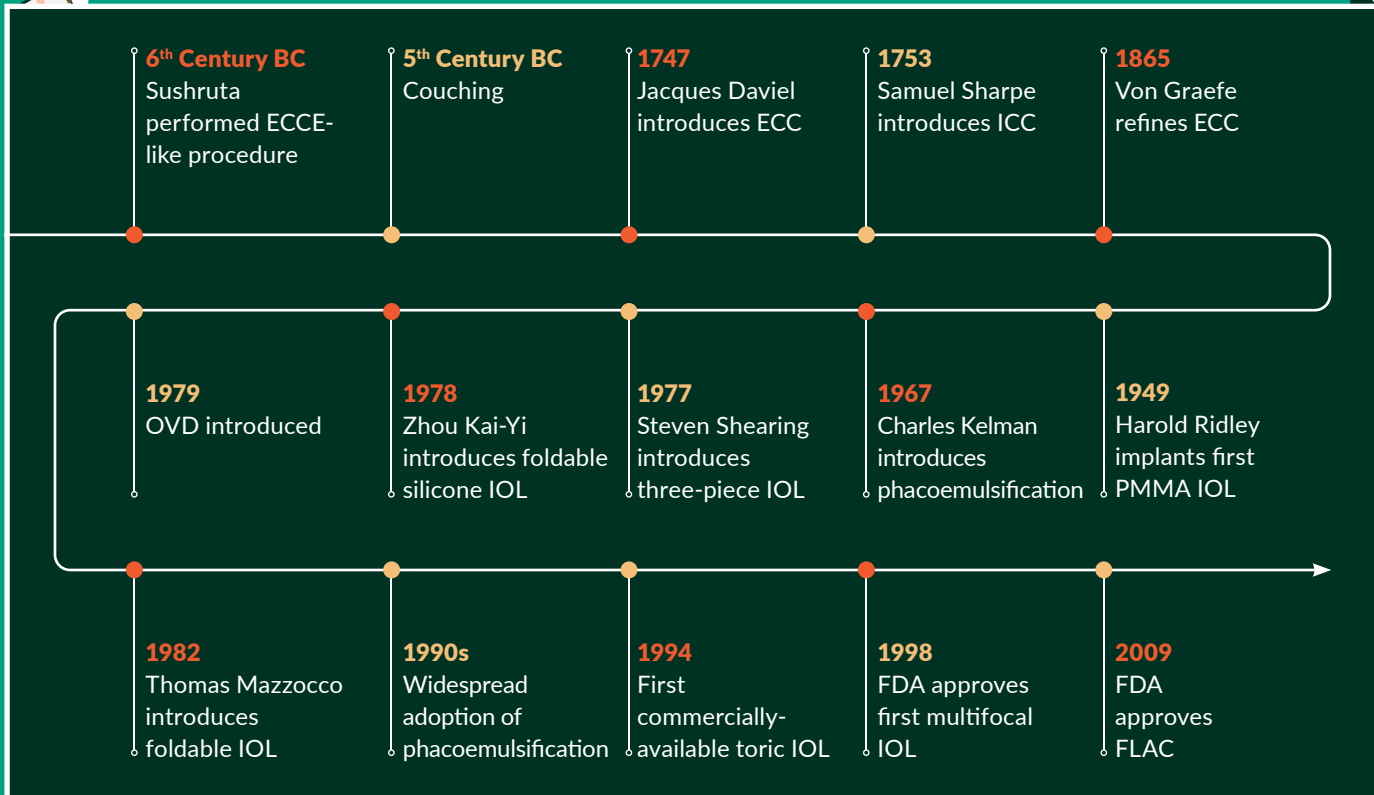 6th Century BC
Sushruta
performed ECCE-
like procedure
5th Century BC
Couching
1747
Jacques Daviel
introduces ECC
1753
Samuel Sharpe
introduces ICC
1865
Von Graefe
refines ECC
1949
Harold Ridley
implants first
PMMA IOL
1967
Charles Kelman
introduces
phacoemulsification
1977
Steven Shearing
introduces
three-piece IOL
1978
Zhou Kai-Yi
introduces foldable
silicone IOL
1979
OVD introduced
1982
Thomas Mazzocco
introduces
foldable IOL
1990s
Widespread
adoption of
phacoemulsification
1994
First
commercially-
available toric IOL
1998
FDA approves
first multifocal
IOL
2009
FDA
approves
FLAC